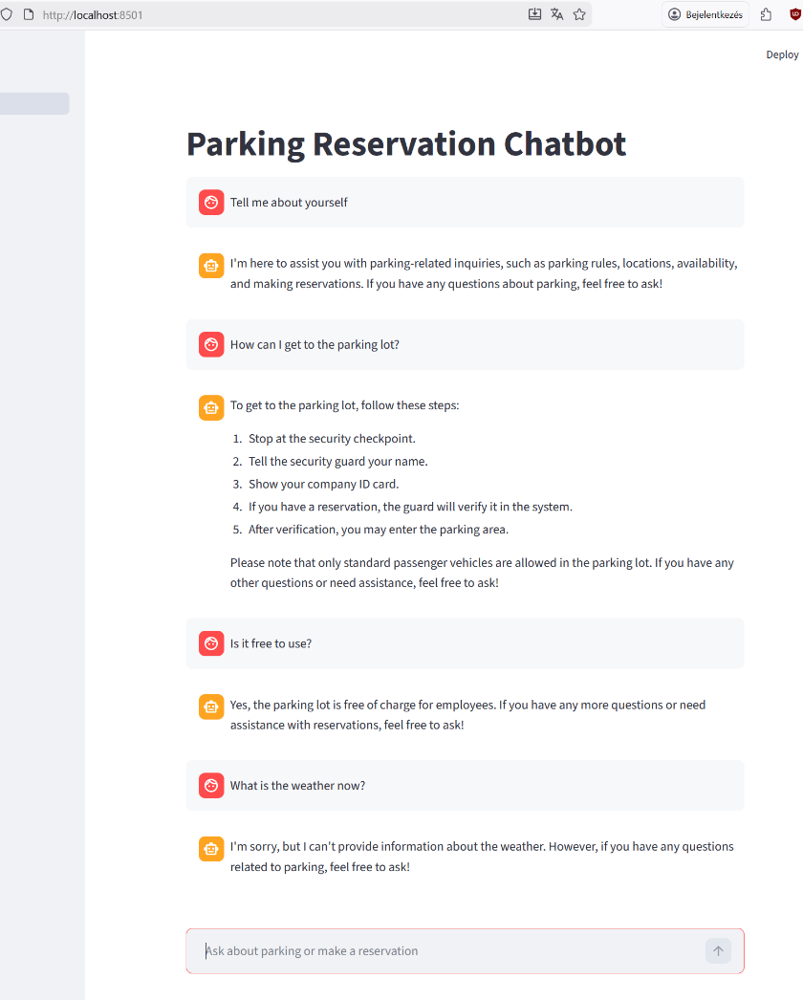 http://localhost:8501
Bejelentkezés
Deploy
Parking Reservation Chatbot
Tell me about yourself
I'm here to assist you with parking-related inquiries, such as parking rules, locations, availability,
and making reservations. If you have any questions about parking, feel free to ask!
How can I get to the parking lot?
To get to the parking lot, follow these steps:
1. Stop at the security checkpoint.
2. Tell the security guard your name.
3. Show your company ID card.
4. If you have a reservation, the guard will verify it in the system.
5. After verification, you may enter the parking area.
Please note that only standard passenger vehicles are allowed in the parking lot. If you have any
other questions or need assistance, feel free to ask!
Is it free to use?
Yes, the parking lot is free of charge for employees. If you have any more questions or need
assistance with reservations, feel free to ask!
What is the weather now?
I'm sorry, but I can't provide information about the weather. However, if you have any questions
related to parking, feel free to ask!
Ask about parking or make a reservation